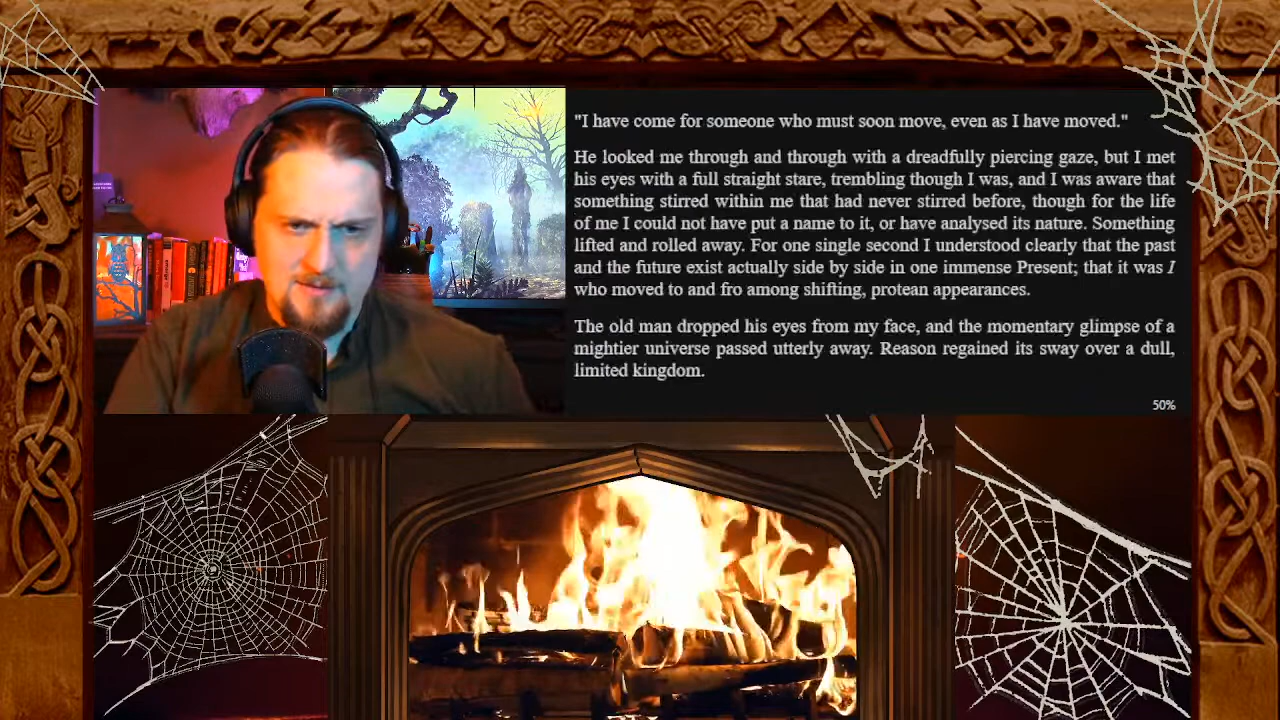 "I have come for someone who must soon move, even as I have moved."
He looked me through and through with a dreadfully piercing gaze, but I met
his eyes with a full straight stare, trembling though I was, and I was aware that
something stirred within me that had never stirred before, though for the life
of me I could not have put a name to it, or have analysed its nature. Something
lifted and rolled away. For one single second I understood clearly that the past
and the future exist actually side by side in one immense Present; that it was I
who moved to and fro among shifting, protean appearances.
The old man dropped his eyes from my face, and the momentary glimpse of a
mightier universe passed utterly away. Reason regained its sway over a dull,
limited kingdom.
50%